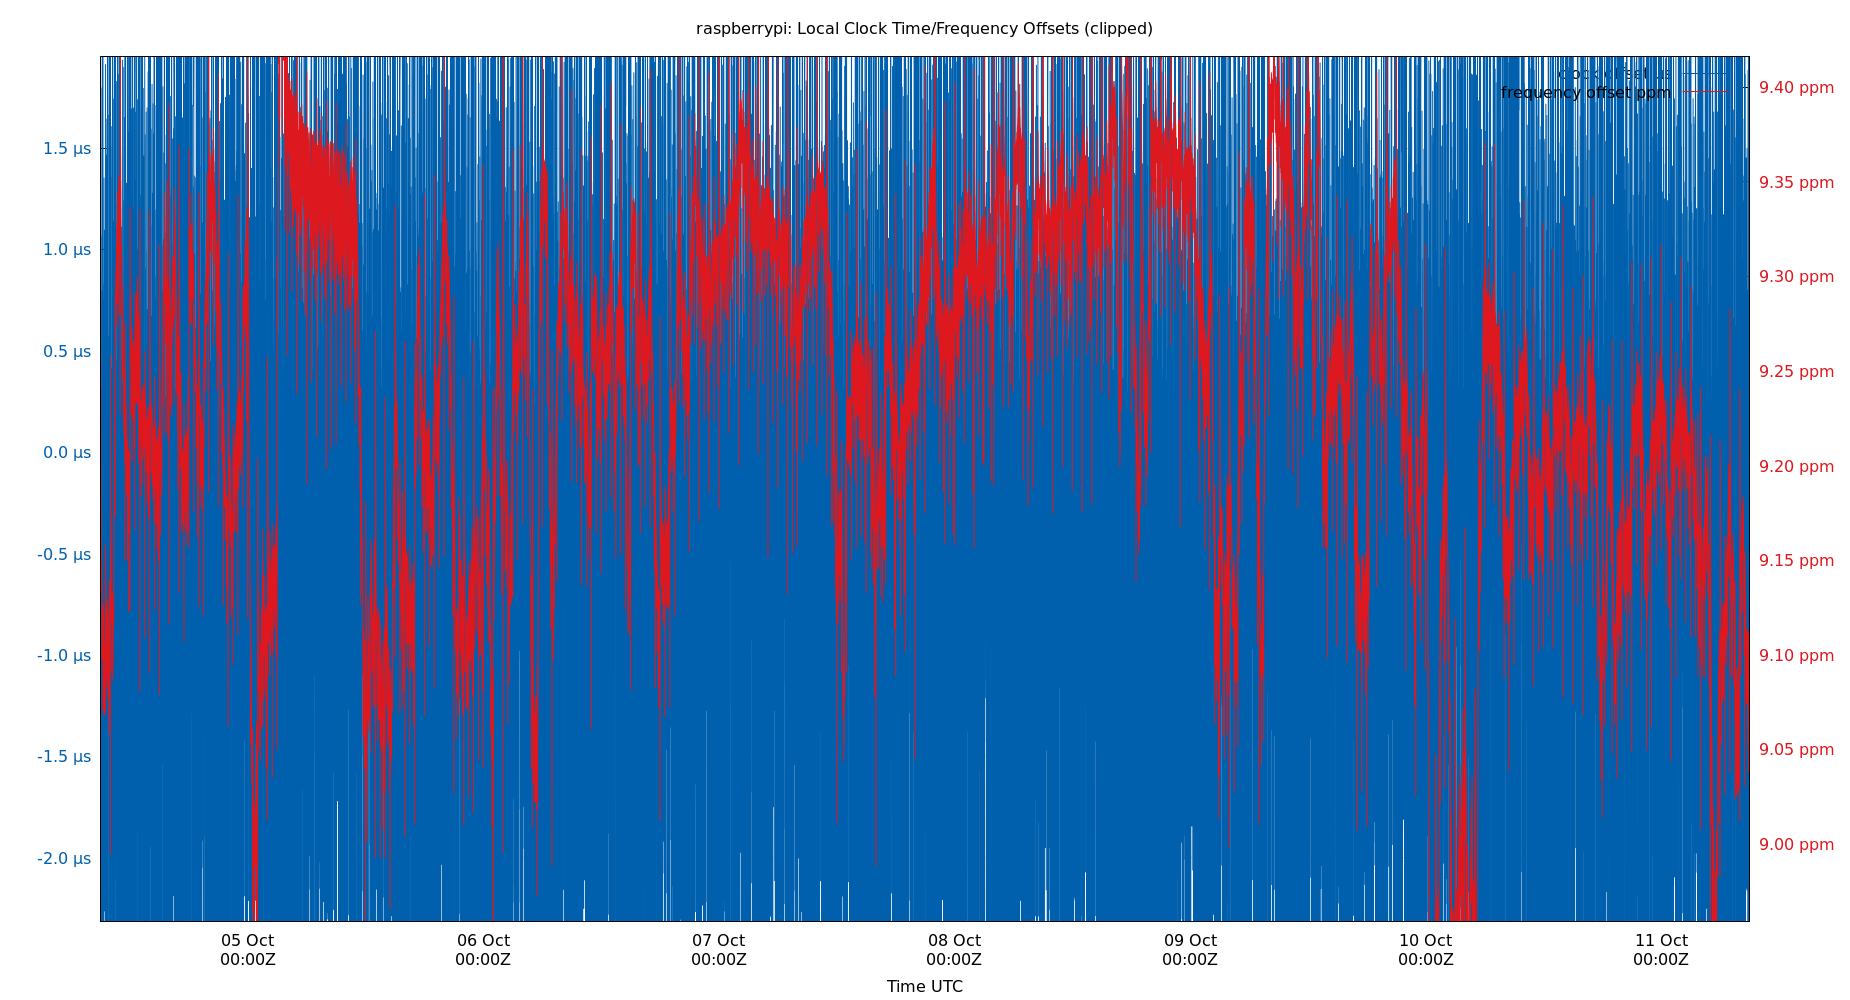 raspberrypi: Local Clock Time/Frequency Offsets (clipped)
clock offset µs
frequency offset ppm
1.5 µs
1.0 µs
0.5 µs
0.0 µs
-0.5 µs
-1.0 µs
-1.5 µs
-2.0 µs
9.40 ppm
9.35 ppm
9.30 ppm
9.25 ppm
9.20 ppm
9.15 ppm
9.10 ppm
9.05 ppm
9.00 ppm
05 Oct 06 Oct 07 Oct 08 Oct 09 Oct 10 Oct 11 Oct
00:00Z 00:00Z 00:00Z 00:00Z 00:00Z 00:00Z 00:00Z
Time UTC